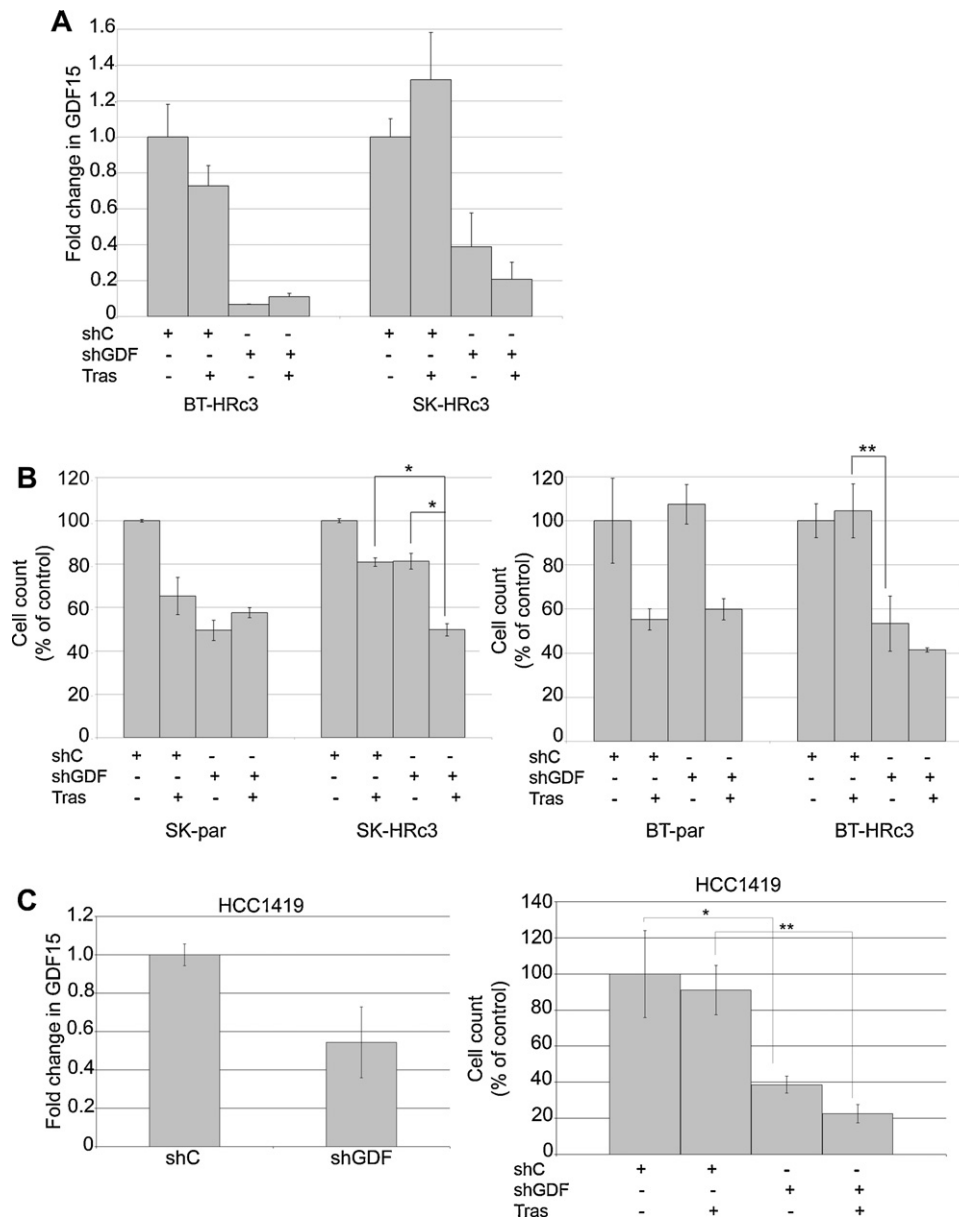 A
Fold change in GDF15
1.6
1.4
1.2
1.0
0.8
0.6
0.4
0.2
0
shC + + - - + + - -
shGDF - - + + - - + +
Tras - + - + - + - +
BT-HRc3 SK-HRc3
B
Cell count
(% of control)
120
100
80
60
40
20
0
*
*
shC + + - - + + - -
shGDF - - + + - - + +
Tras - + - + - + - +
SK-par SK-HRc3
Cell count
(% of control)
120
100
80
60
40
20
0
**
+ + - - + + - -
- - + + - - + +
- + - + - + - +
BT-par BT-HRc3
C
HCC1419
Fold change in GDF15
1.2
1.0
0.8
0.6
0.4
0.2
0
shC shGDF
HCC1419
Cell count
(% of control)
140
120
100
80
60
40
20
0
*
**
shC + + - -
shGDF - - + +
Tras - + - +